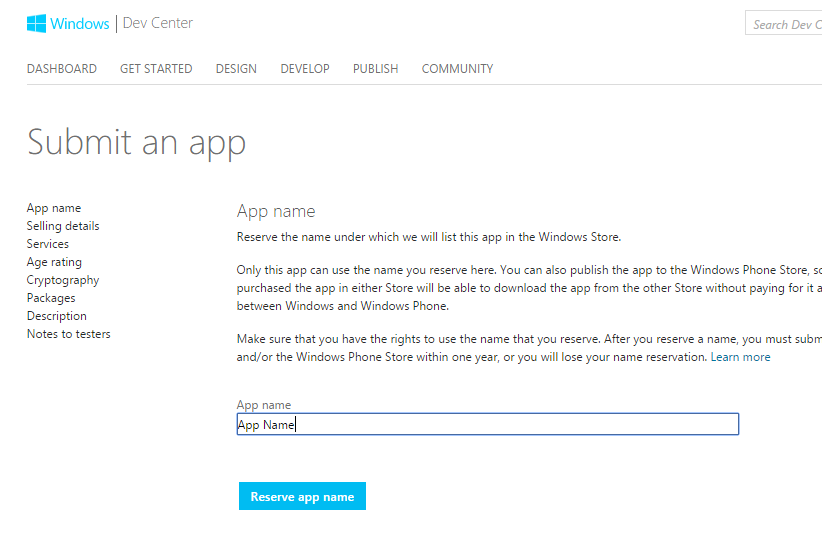 Windows | Dev Center
Search Dev C
DASHBOARD GET STARTED DESIGN DEVELOP PUBLISH COMMUNITY
Submit an app
App name
Selling details
Services
Age rating
Cryptography
Packages
Description
Notes to testers
App name
Reserve the name under which we will list this app in the Windows Store.
Only this app can use the name you reserve here. You can also publish the app to the Windows Phone Store, so
purchased the app in either Store will be able to download the app from the other Store without paying for it a
between Windows and Windows Phone.
Make sure that you have the rights to use the name that you reserve. After you reserve a name, you must subm
and/or the Windows Phone Store within one year, or you will lose your name reservation. Learn more
App name
App Name
Reserve app name